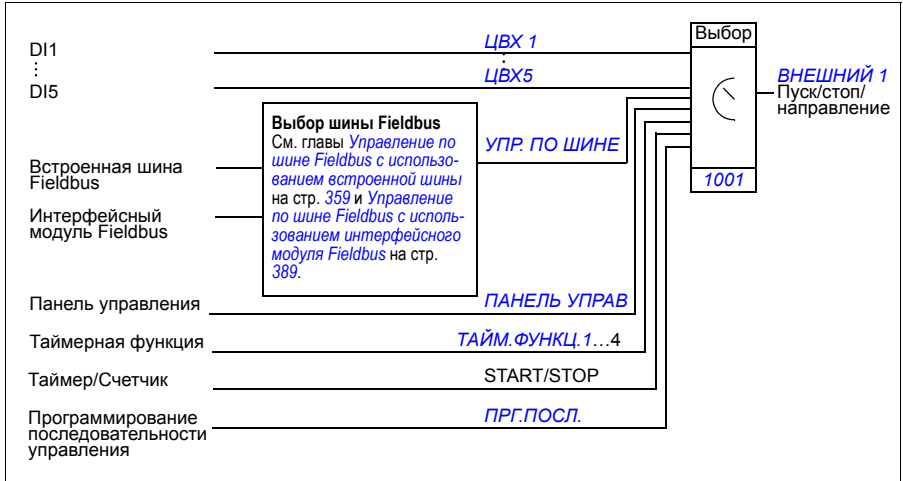 DI1
⋮
DI5
ЦВХ 1
⋮
ЦВХ5
Выбор
1001
ВНЕШНИЙ 1
Пуск/стоп/
направление
Выбор шины Fieldbus
См. главы Управление по
шине Fieldbus с использо-
ванием встроенной шины
на стр. 359 и Управление
по шине Fieldbus с исполь-
зованием интерфейсного
модуля Fieldbus на стр.
389.
УПР. ПО ШИНЕ
Встроенная шина
Fieldbus
Интерфейсный
модуль Fieldbus
Панель управления
ПАНЕЛЬ УПРАВ
Таймерная функция
ТАЙМ.ФУНКЦ.1…4
Таймер/Счетчик
START/STOP
Программирование
последовательности
управления
ПРГ.ПОСЛ.